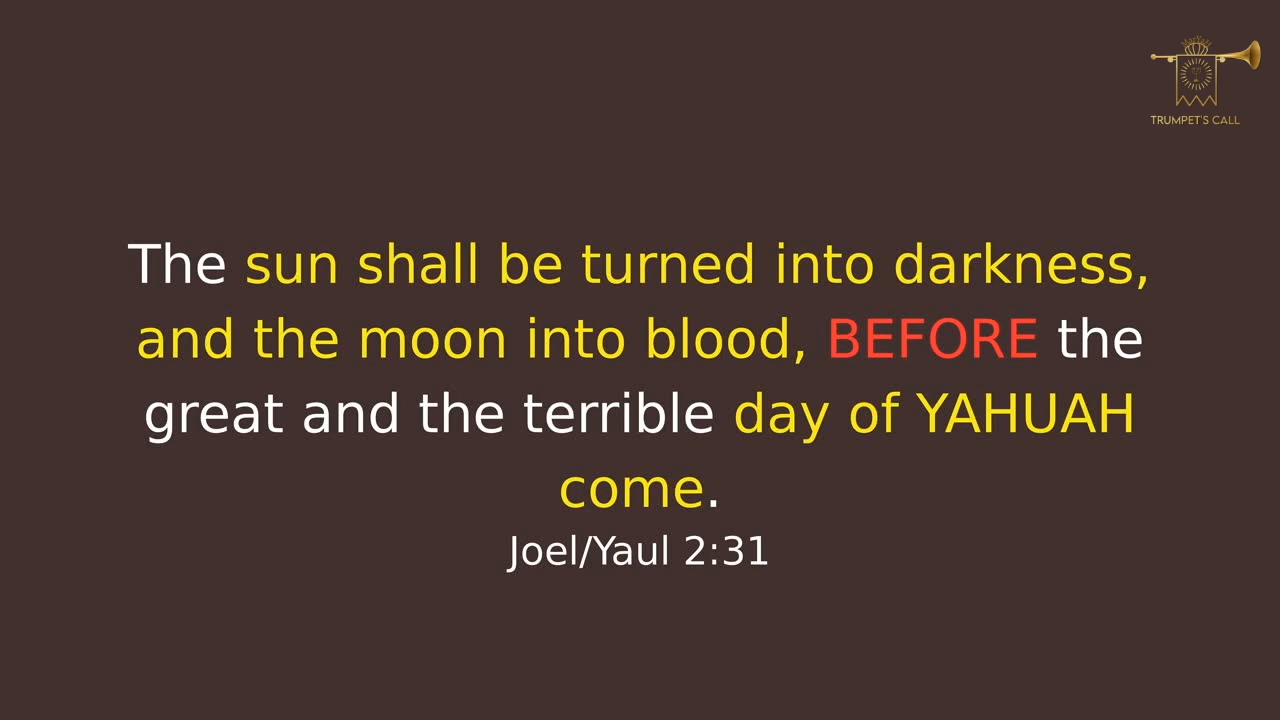 TRUMPET'S CALL
The sun shall be turned into darkness,
and the moon into blood, BEFORE the
great and the terrible day of YAHUAH
come.
Joel/Yaul 2:31